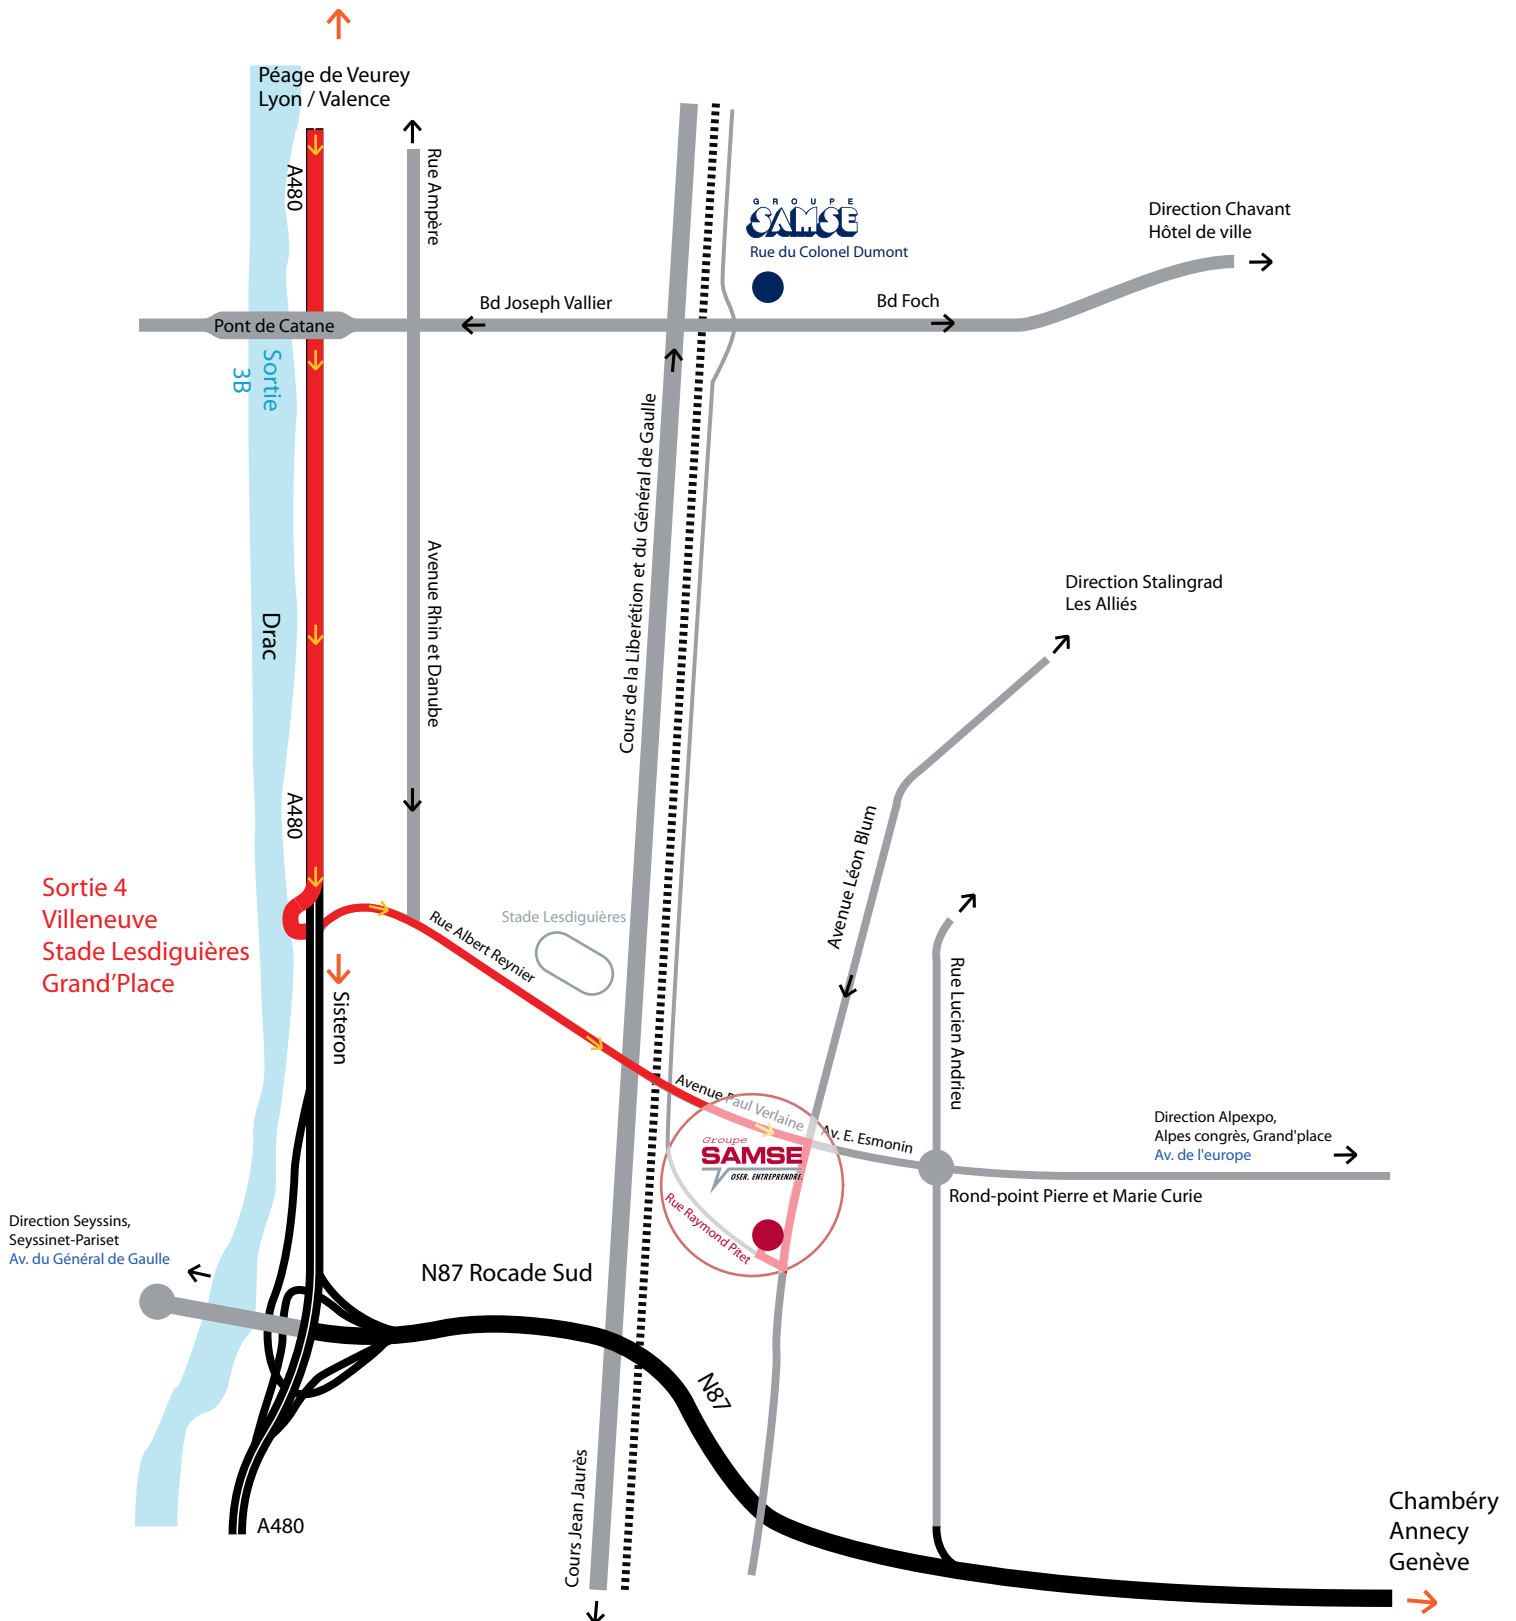 Péage de Veurey
Lyon / Valence
A480
Rue Ampère
GROUPE
SAMSE
Rue du Colonel Dumont
Direction Chavant
Hôtel de ville
Bd Joseph Vallier
Bd Foch
Pont de Catane
Sortie
3B
Cours de la Liberétion et du Général de Gaulle
Avenue Rhin et Danube
Drac
Direction Stalingrad
Les Alliés
A480
Avenue Léon Blum
Sortie 4
Villeneuve
Stade Lesdiguières
Grand'Place
Stade Lesdiguières
Rue Albert Reynier
Sisteron
Rue Lucien Andrieu
Avenue Paul Verlaine
Av. E. Esmonin
Direction Alpexpo,
Alpes congrès, Grand'place
Av. de l'europe
Groupe
SAMSE
OSER. ENTREPRENDRE.
Rue Raymond Pitet
Rond-point Pierre et Marie Curie
Direction Seyssins,
Seyssinet-Pariset
Av. du Général de Gaulle
N87 Rocade Sud
N87
Cours Jean Jaurès
A480
Chambéry
Annecy
Genève